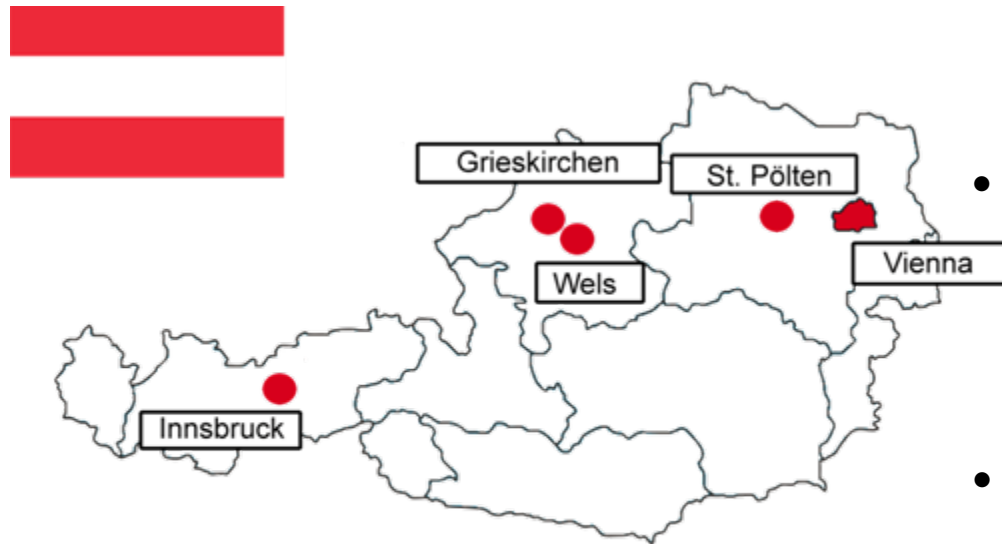 Grieskirchen
St. Pölten
•
Vienna
Wels
Innsbruck
•